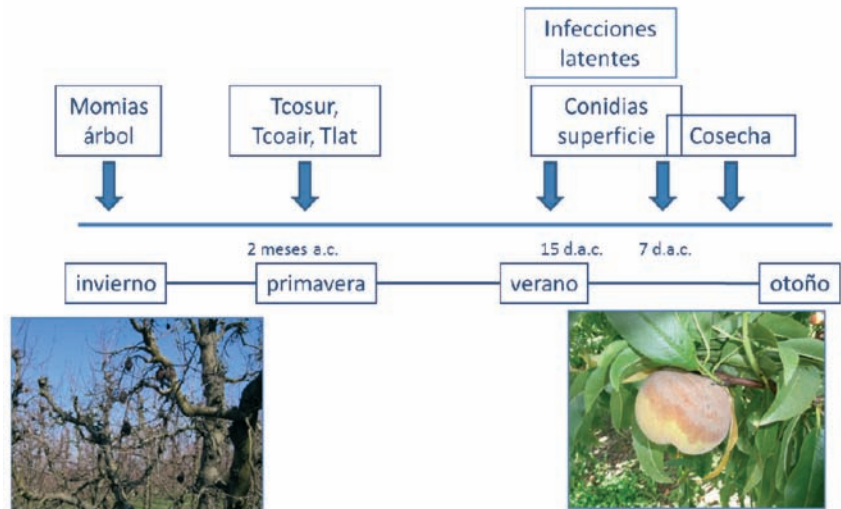 Infecciones
latentes
Momias
árbol
Tcosur,
Tcoair, Tlat
Conidias
superficie
Cosecha
2 meses a.c.
15 d.a.c.
7 d.a.c.
invierno
primavera
verano
otoño